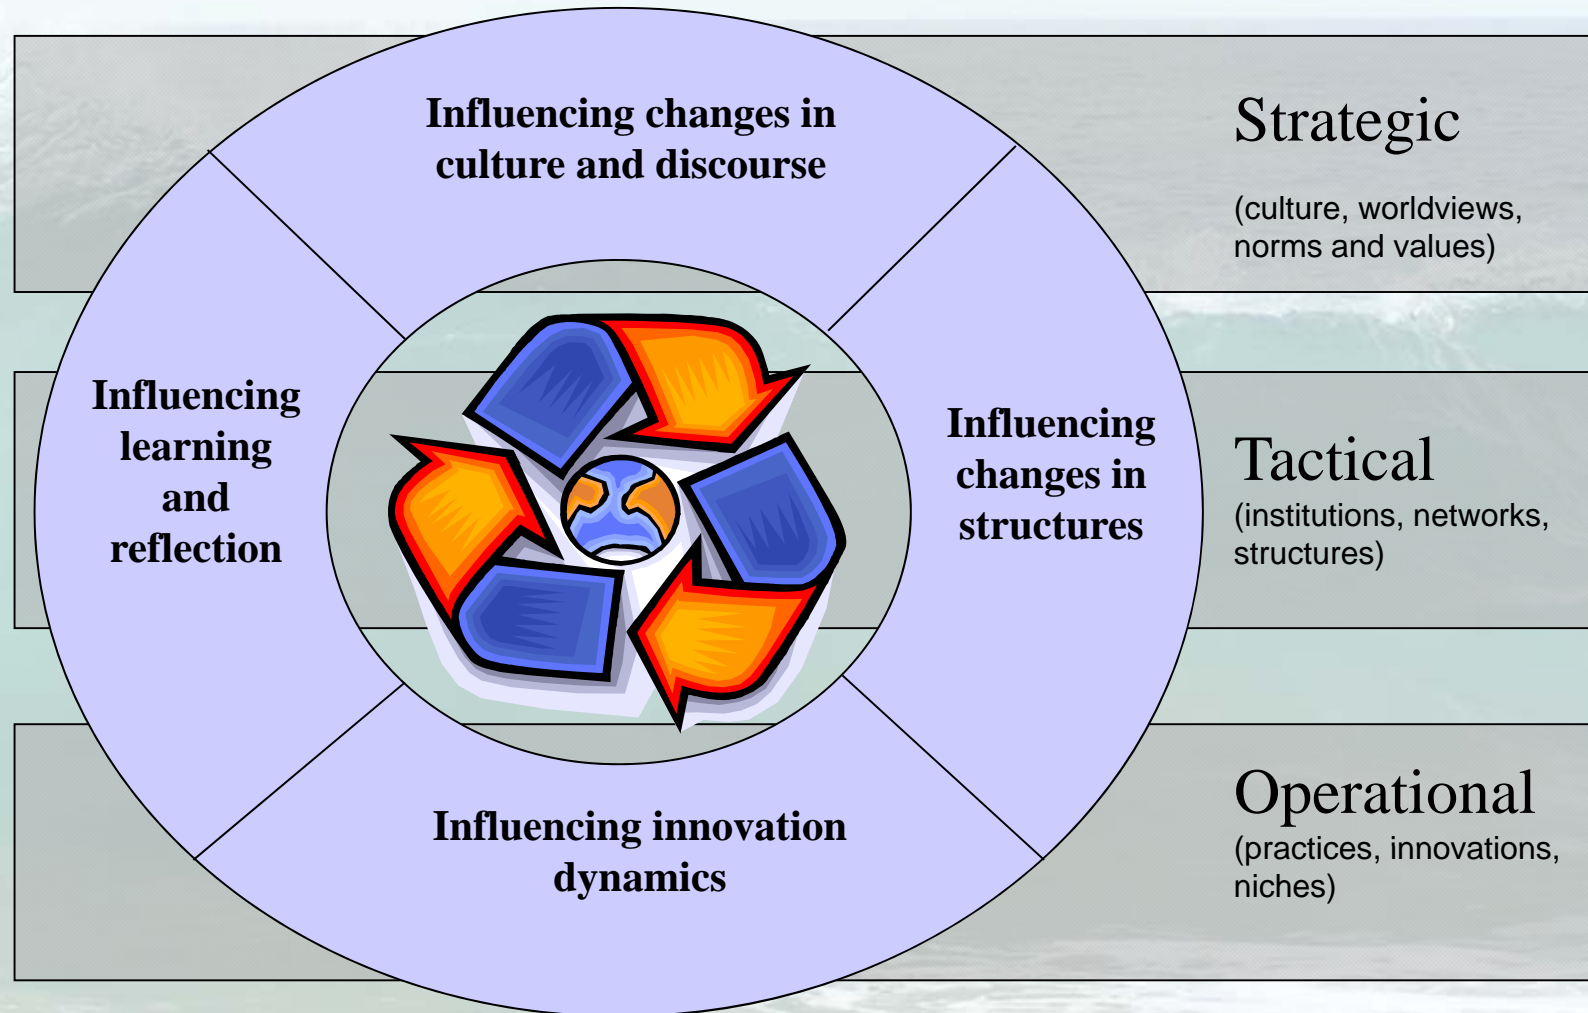 Influencing changes in
culture and discourse
Strategic
(culture, worldviews,
norms and values)
Influencing
learning
and
reflection
Influencing
changes in
structures
Tactical
(institutions, networks,
structures)
Influencing innovation
dynamics
Operational
(practices, innovations,
niches)